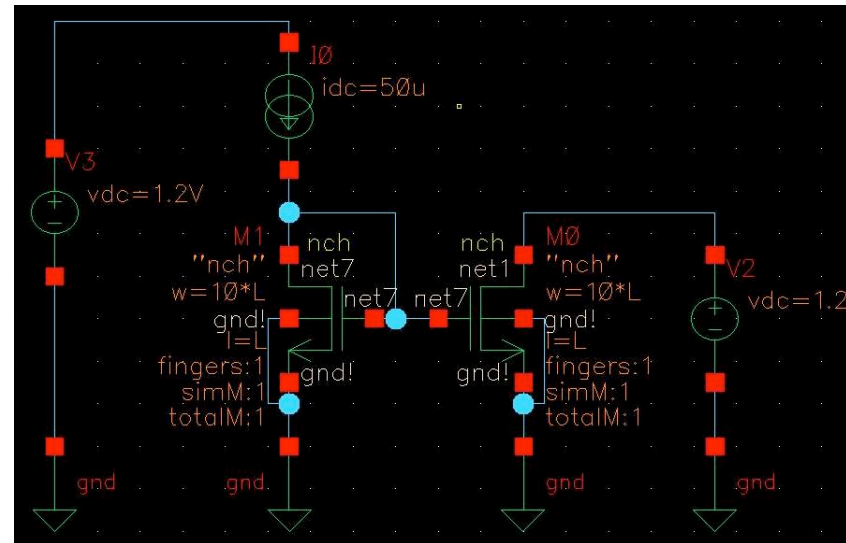 I0
idc=50u
V3
vdc=1.2V
M1
"nch"
w=10*L
nch
net7
net7
gnd!
l=L
fingers:1
simM:1
totalM:1
gnd!
nch
net1
net7
M0
"nch"
w=10*L
gnd!
l=L
fingers:1
simM:1
totalM:1
gnd!
V2
vdc=1.2
gnd
gnd
gnd
gnd